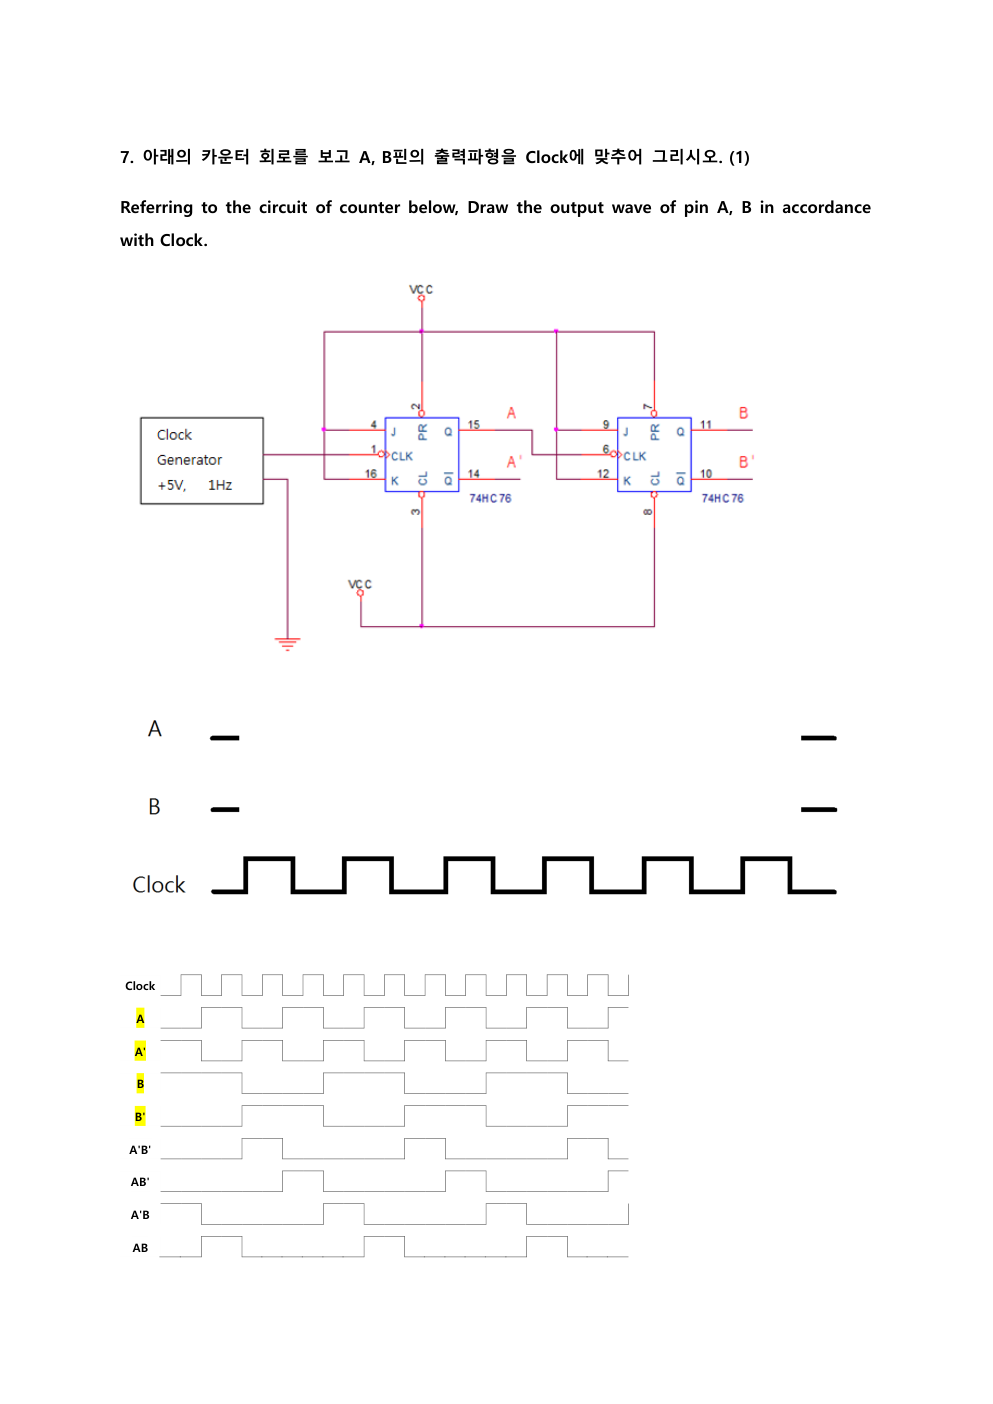 7. 아래의 카운터 회로를 보고 A, B핀의 출력파형을 Clock에 맞추어 그리시오. (1)
Referring to the circuit of counter below, Draw the output wave of pin A, B in accordance
with Clock.
VCC
2
7
A
B
4
J
PR
Q
15
9
J
PR
Q
11
Clock
Generator
+5V, 1Hz
1
CLK
A'
6
CLK
B'
16
K
CL
Q̅
14
12
K
CL
Q̅
10
74HC76
74HC76
3
8
VCC
A
B
Clock
Clock
A
A'
B
B'
A'B'
AB'
A'B
AB